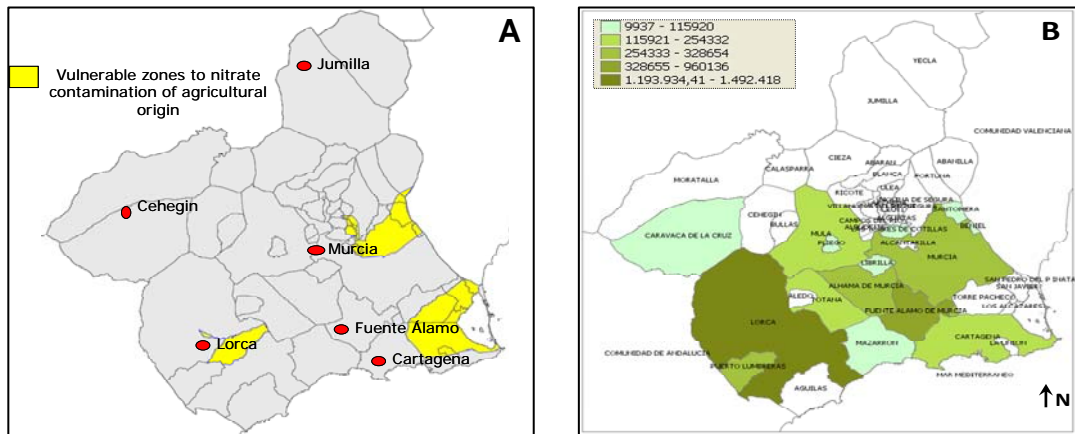 A
Vulnerable zones to nitrate
contamination of agricultural
origin
Jumilla
Cehegin
Murcia
Fuente Álamo
Lorca
Cartagena
B
9937 - 115920
115921 - 254332
254333 - 328654
328655 - 960136
1.193.934,41 - 1.492.418
YECLA
JUMILLA
COMUNIDAD VALENCIANA
CIEZA
ABARAN
ABANILLA
BLANCA
FORTUNA
CALASPARRA
MORATALLA
RICOTE
ULEA
CEHEGIN
BULLAS
CARAVACA DE LA CRUZ
MULA
PLIEGO
ALCANTARILLA
BENIEL
MURCIA
LIBRILLA
ALHAMA DE MURCIA
SAN JAVIER
TORRE PACHECO
LOS ALCAZARES
ALEDO
TOTANA
FUENTE ALAMO DE MURCIA
LORCA
CARTAGENA
LA UNION
MAZARRON
COMUNIDAD DE ANDALUCIA
PUERTO LUMBRERAS
AGUILAS
MAR MEDITERRANEO
N